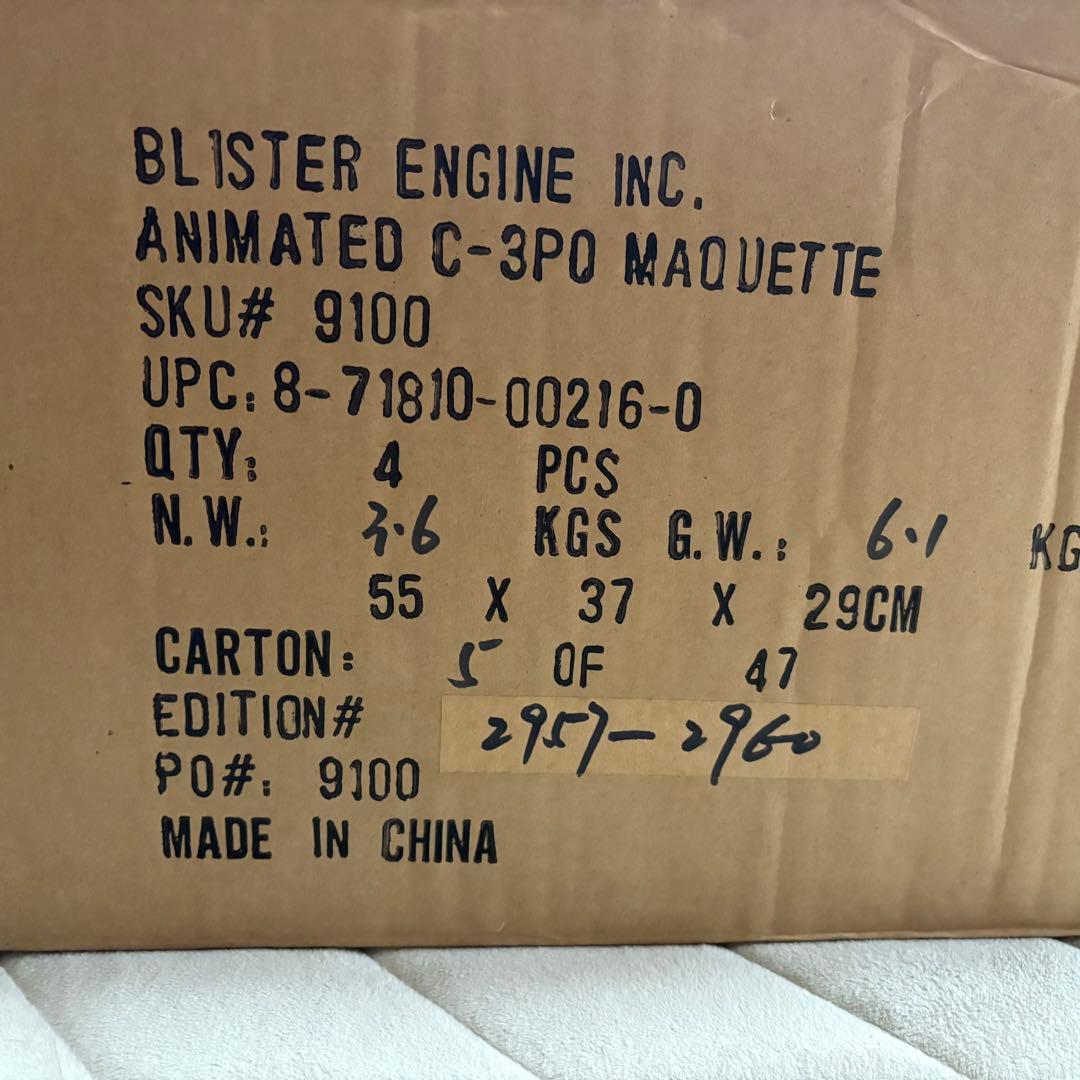 BLISTER ENGINE INC.
ANIMATED C-3PO MAQUETTE
SKU# 9100
UPC: 8-71810-00216-0
QTY: 4 PCS
N.W.: 3.6 KGS G.W.: 6.1 KG
55 X 37 X 29CM
CARTON: 5 OF 47
EDITION# 2957-2960
PO#: 9100
MADE IN CHINA